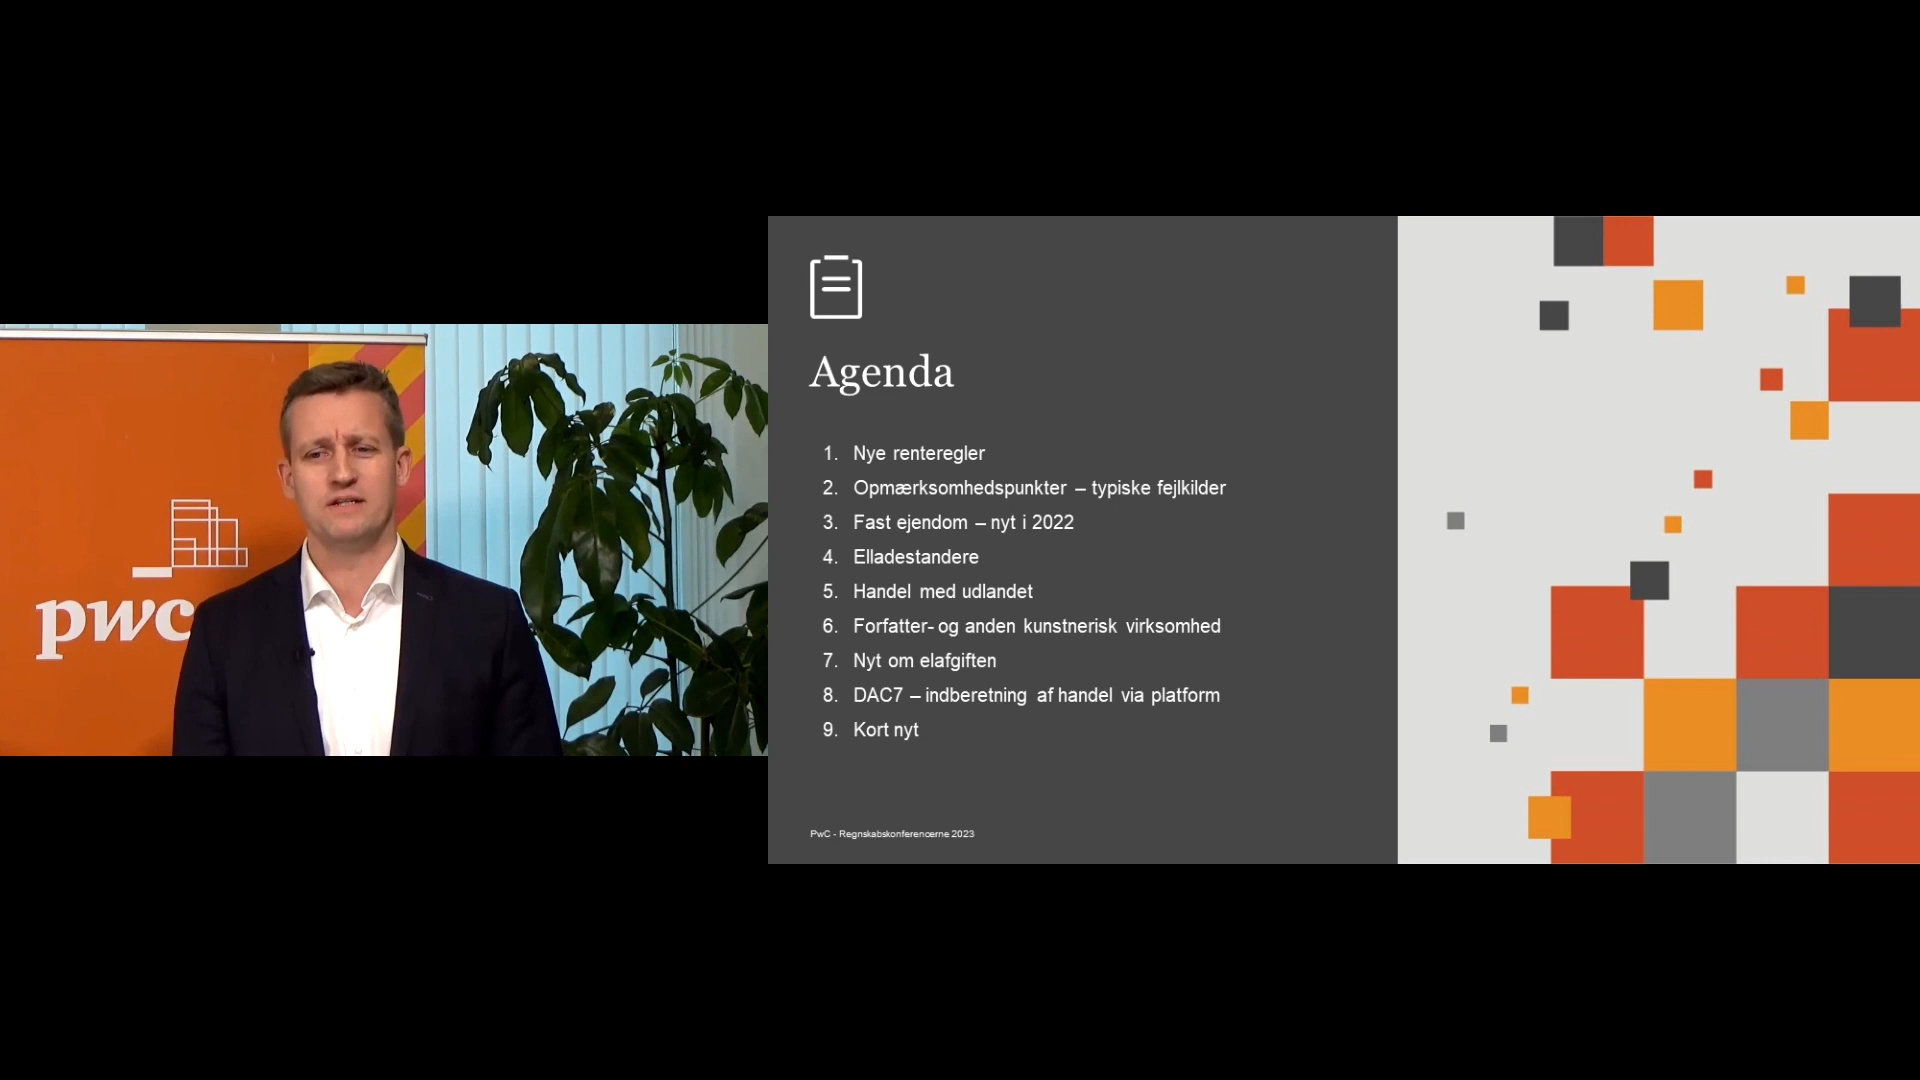 pwc
Agenda
1. Nye renteregler
2. Opmærksomhedspunkter – typiske fejlkilder
3. Fast ejendom – nyt i 2022
4. Elladestandere
5. Handel med udlandet
6. Forfatter- og anden kunstnerisk virksomhed
7. Nyt om elafgiften
8. DAC7 – indberetning af handel via platform
9. Kort nyt
PwC - Regnskabskonferencerne 2023